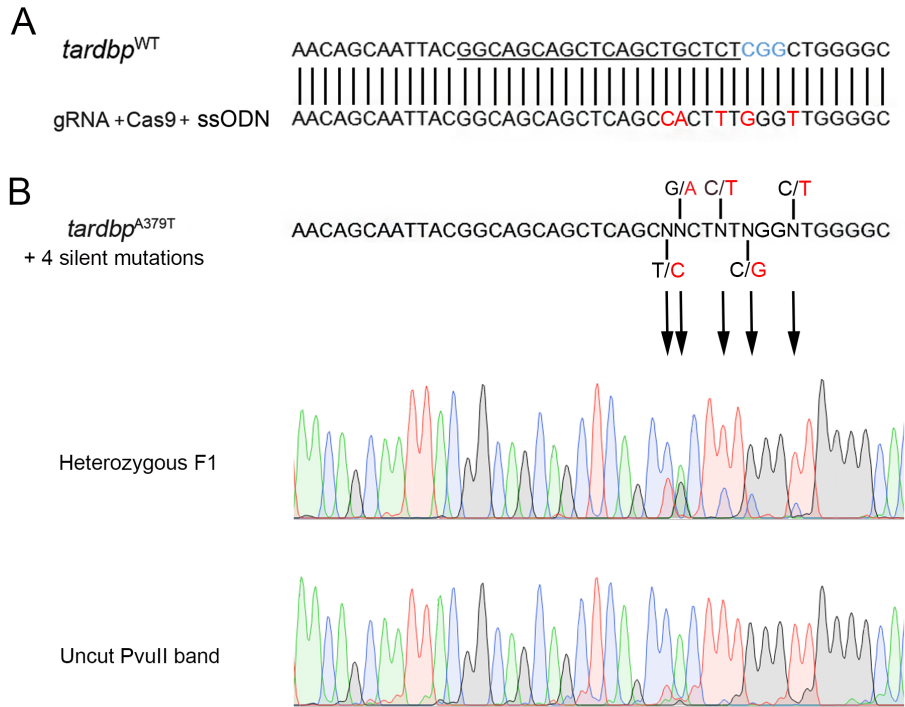 A
tardbpWT AACAGCAATTACGGCAGCAGCTCAGCTGCTCTCGGCTGGGGC
gRNA +Cas9 + ssODN AACAGCAATTACGGCAGCAGCTCAGCCACTTTGGGTTGGGGC
B
G/A C/T C/T
tardbpA379T AACAGCAATTACGGCAGCAGCTCAGCNNCTNTNGGNTGGGGC
+ 4 silent mutations
T/C C/G
Heterozygous F1
Uncut PvuII band